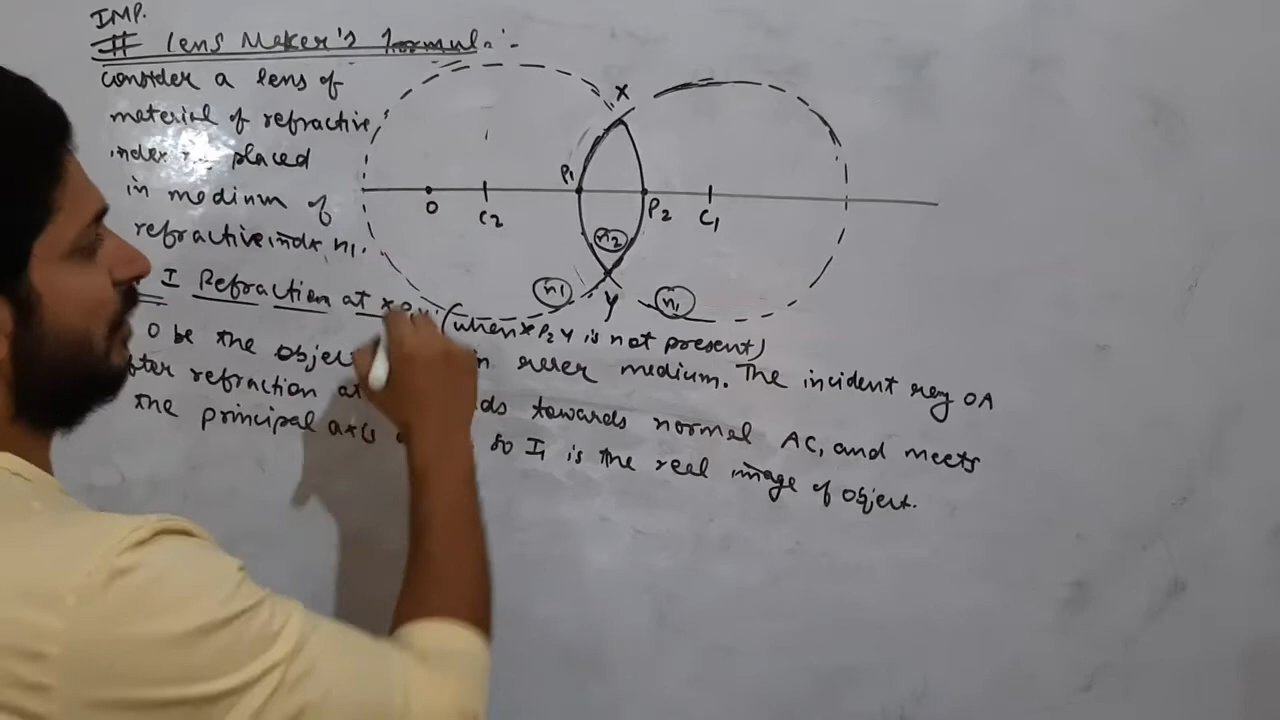 IMP.
# Lens Maker's formula :-
Consider a lens of
material of refractive
index placed
in medium of
refractive indx n1.
I Refraction at XP1Y (when XP2Y is not present)
O be the object in rarer medium. The incident ray OA
after refraction at towards normal AC, and meets
the principal axis so I1 is the real image of object.
X
P1
O
C2
P2
C1
n2
n1
Y
n1